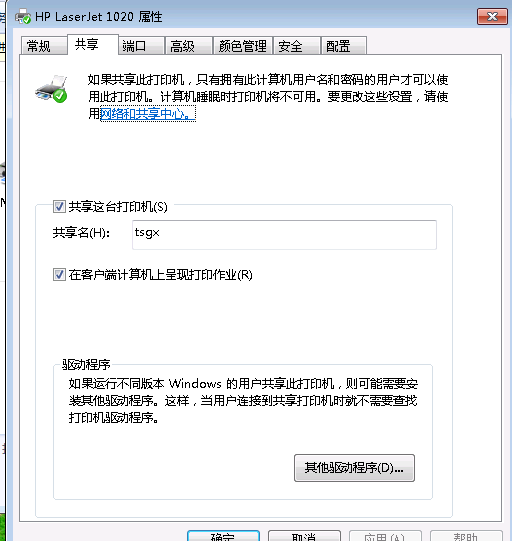 HP LaserJet 1020 属性
常规 共享 端口 高级 颜色管理 安全 配置
如果共享此打印机，只有拥有此计算机用户名和密码的用户才可以使
用此打印机。计算机睡眠时打印机将不可用。要更改这些设置，请使
用网络和共享中心。
共享这台打印机(S)
共享名(H): tsgx
在客户端计算机上呈现打印作业(R)
驱动程序
如果运行不同版本 Windows 的用户共享此打印机，则可能需要安
装其他驱动程序。这样，当用户连接到共享打印机时就不需要查找
打印机驱动程序。
其他驱动程序(D)...
确定 取消 应用(A) 帮助